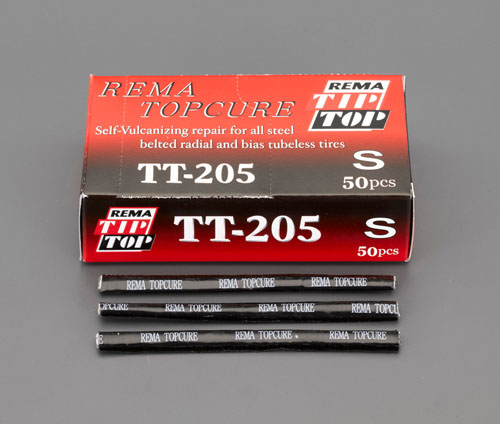 REMA
TOPCURE
REMA
TIP
TOP
Self-Vulcanizing repair for all steel
belted radial and bias tubeless tires
TT-205
S
50pcs
REMA
TIP
TOP
TT-205
S
50pcs
REMA TOPCURE REMA TOPCURE REMA TOPCURE
TOPCURE REMA TOPCURE REMA TOPCURE REMA TOPCURE
REMA TOPCURE REMA TOPCURE REMA TOPCURE